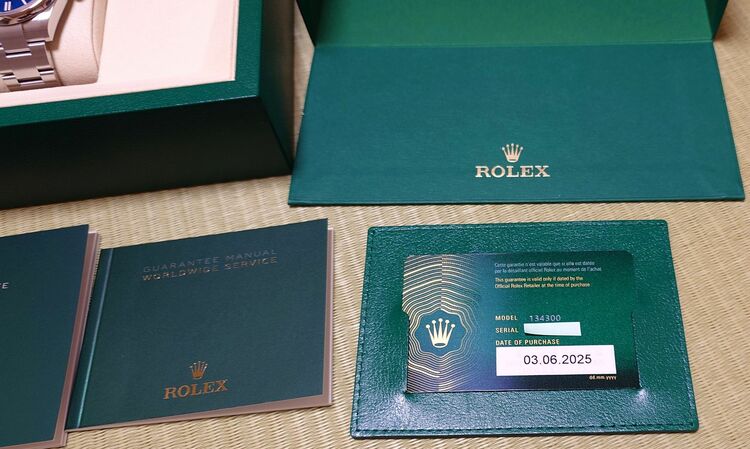 ROLEX
CE
GUARANTEE MANUAL
WORLDWIDE SERVICE
ROLEX
Cette garantie n'est valable que si elle est datée
par le détaillant officiel Rolex au moment de l'achat
This guarantee is valid only if dated by the
Official Rolex Retailer at the time of purchase
MODEL 134300
SERIAL
DATE OF PURCHASE
03.06.2025
dd.mm.yyyy